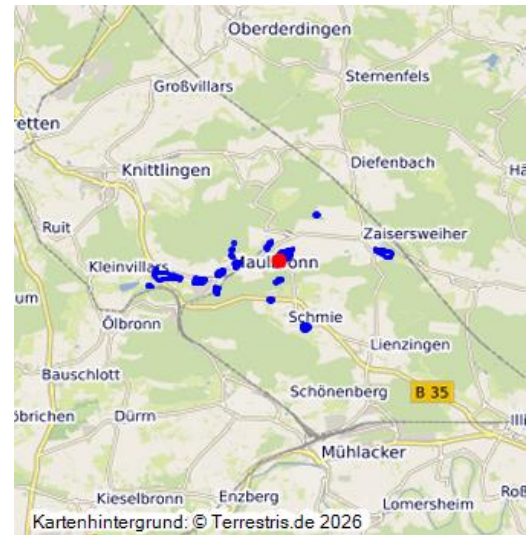 Oberderdingen
Sternenfels
Großvillars
retten
Diefenbach
Hä
Knittlingen
Ruit
Zaisersweiher
Kleinvillars
Maulbronn
um
Ölbronn
Schmie
Lienzingen
Bauschlott
Schönenberg
B 35
öbrichen
Dürrn
Illi
Mühlacker
Kieselbronn
Enzberg
Roß
Lomersheim
Kartenhintergrund: © Terrestris.de 2026